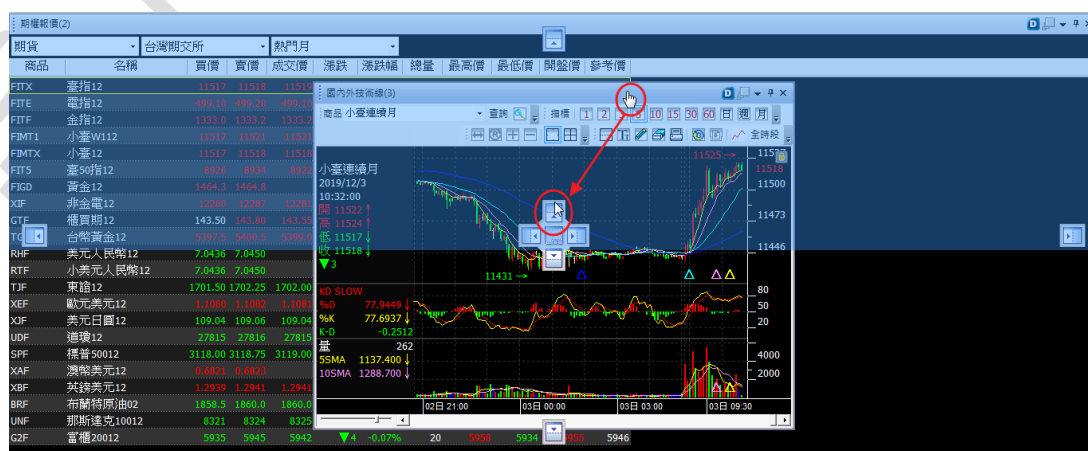 期權報價(2)
期貨 台灣期交所 熱門月
商品 名稱 買價 賣價 成交價 漲跌 漲跌幅 總量 最高價 最低價 開盤價 參考價
FITX 臺指12 11517 11518 11519
FITE 電指12 499.10 499.20 499.10
FITF 金指12 1333.0 1333.2 1333.2
FIMT1 小臺W112 11517 11521 11521
FIMTX 小臺12 11517 11518 11518
FIT5 臺50指12 8926 8934 8927
FIGD 黃金12 1464.3 1464.8
XIF 非金電12 12280 12287 12281
GTF 櫃買期12 143.50 143.80 143.55
台幣黃金12 5397.5 5400.5 5399.0
RHF 美元人民幣12 7.0436 7.0450
RTF 小美元人民幣12 7.0436 7.0450
TJF 東證12 1701.50 1702.25 1702.00
XEF 歐元美元12 1.1080 1.1082 1.1081
XJF 美元日圓12 109.04 109.06 109.04
UDF 道瓊12 27815 27816 27815
SPF 標普50012 3118.00 3118.75 3119.00
XAF 澳幣美元12 0.6821 0.6823
XBF 英鎊美元12 1.2939 1.2941 1.2941
BRF 布蘭特原油02 1858.5 1860.0 1860.0
UNF 那斯達克10012 8321 8324 8325
G2F 富櫃20012 5935 5945 5942 ▼4 -0.07% 20 5958 5934 5955 5946
國內外技術線(3)
商品 小臺連續月 查詢 指標 1 2 3 5 10 15 30 60 日 週 月
全時段
小臺連續月
2019/12/3
10:32:00
開 11522↑
高 11524↑
低 11517↓
收 11518↓
▼3
11525→
11518
11500
11473
11446
11431→
KD SLOW
%D 77.9449↓
%K 77.6937↓
K-D -0.2512
80
50
20
量 262
5SMA 1137.400↓
10SMA 1288.700↓
4000
2000
02日 21:00 03日 00:00 03日 03:00 03日 09:30